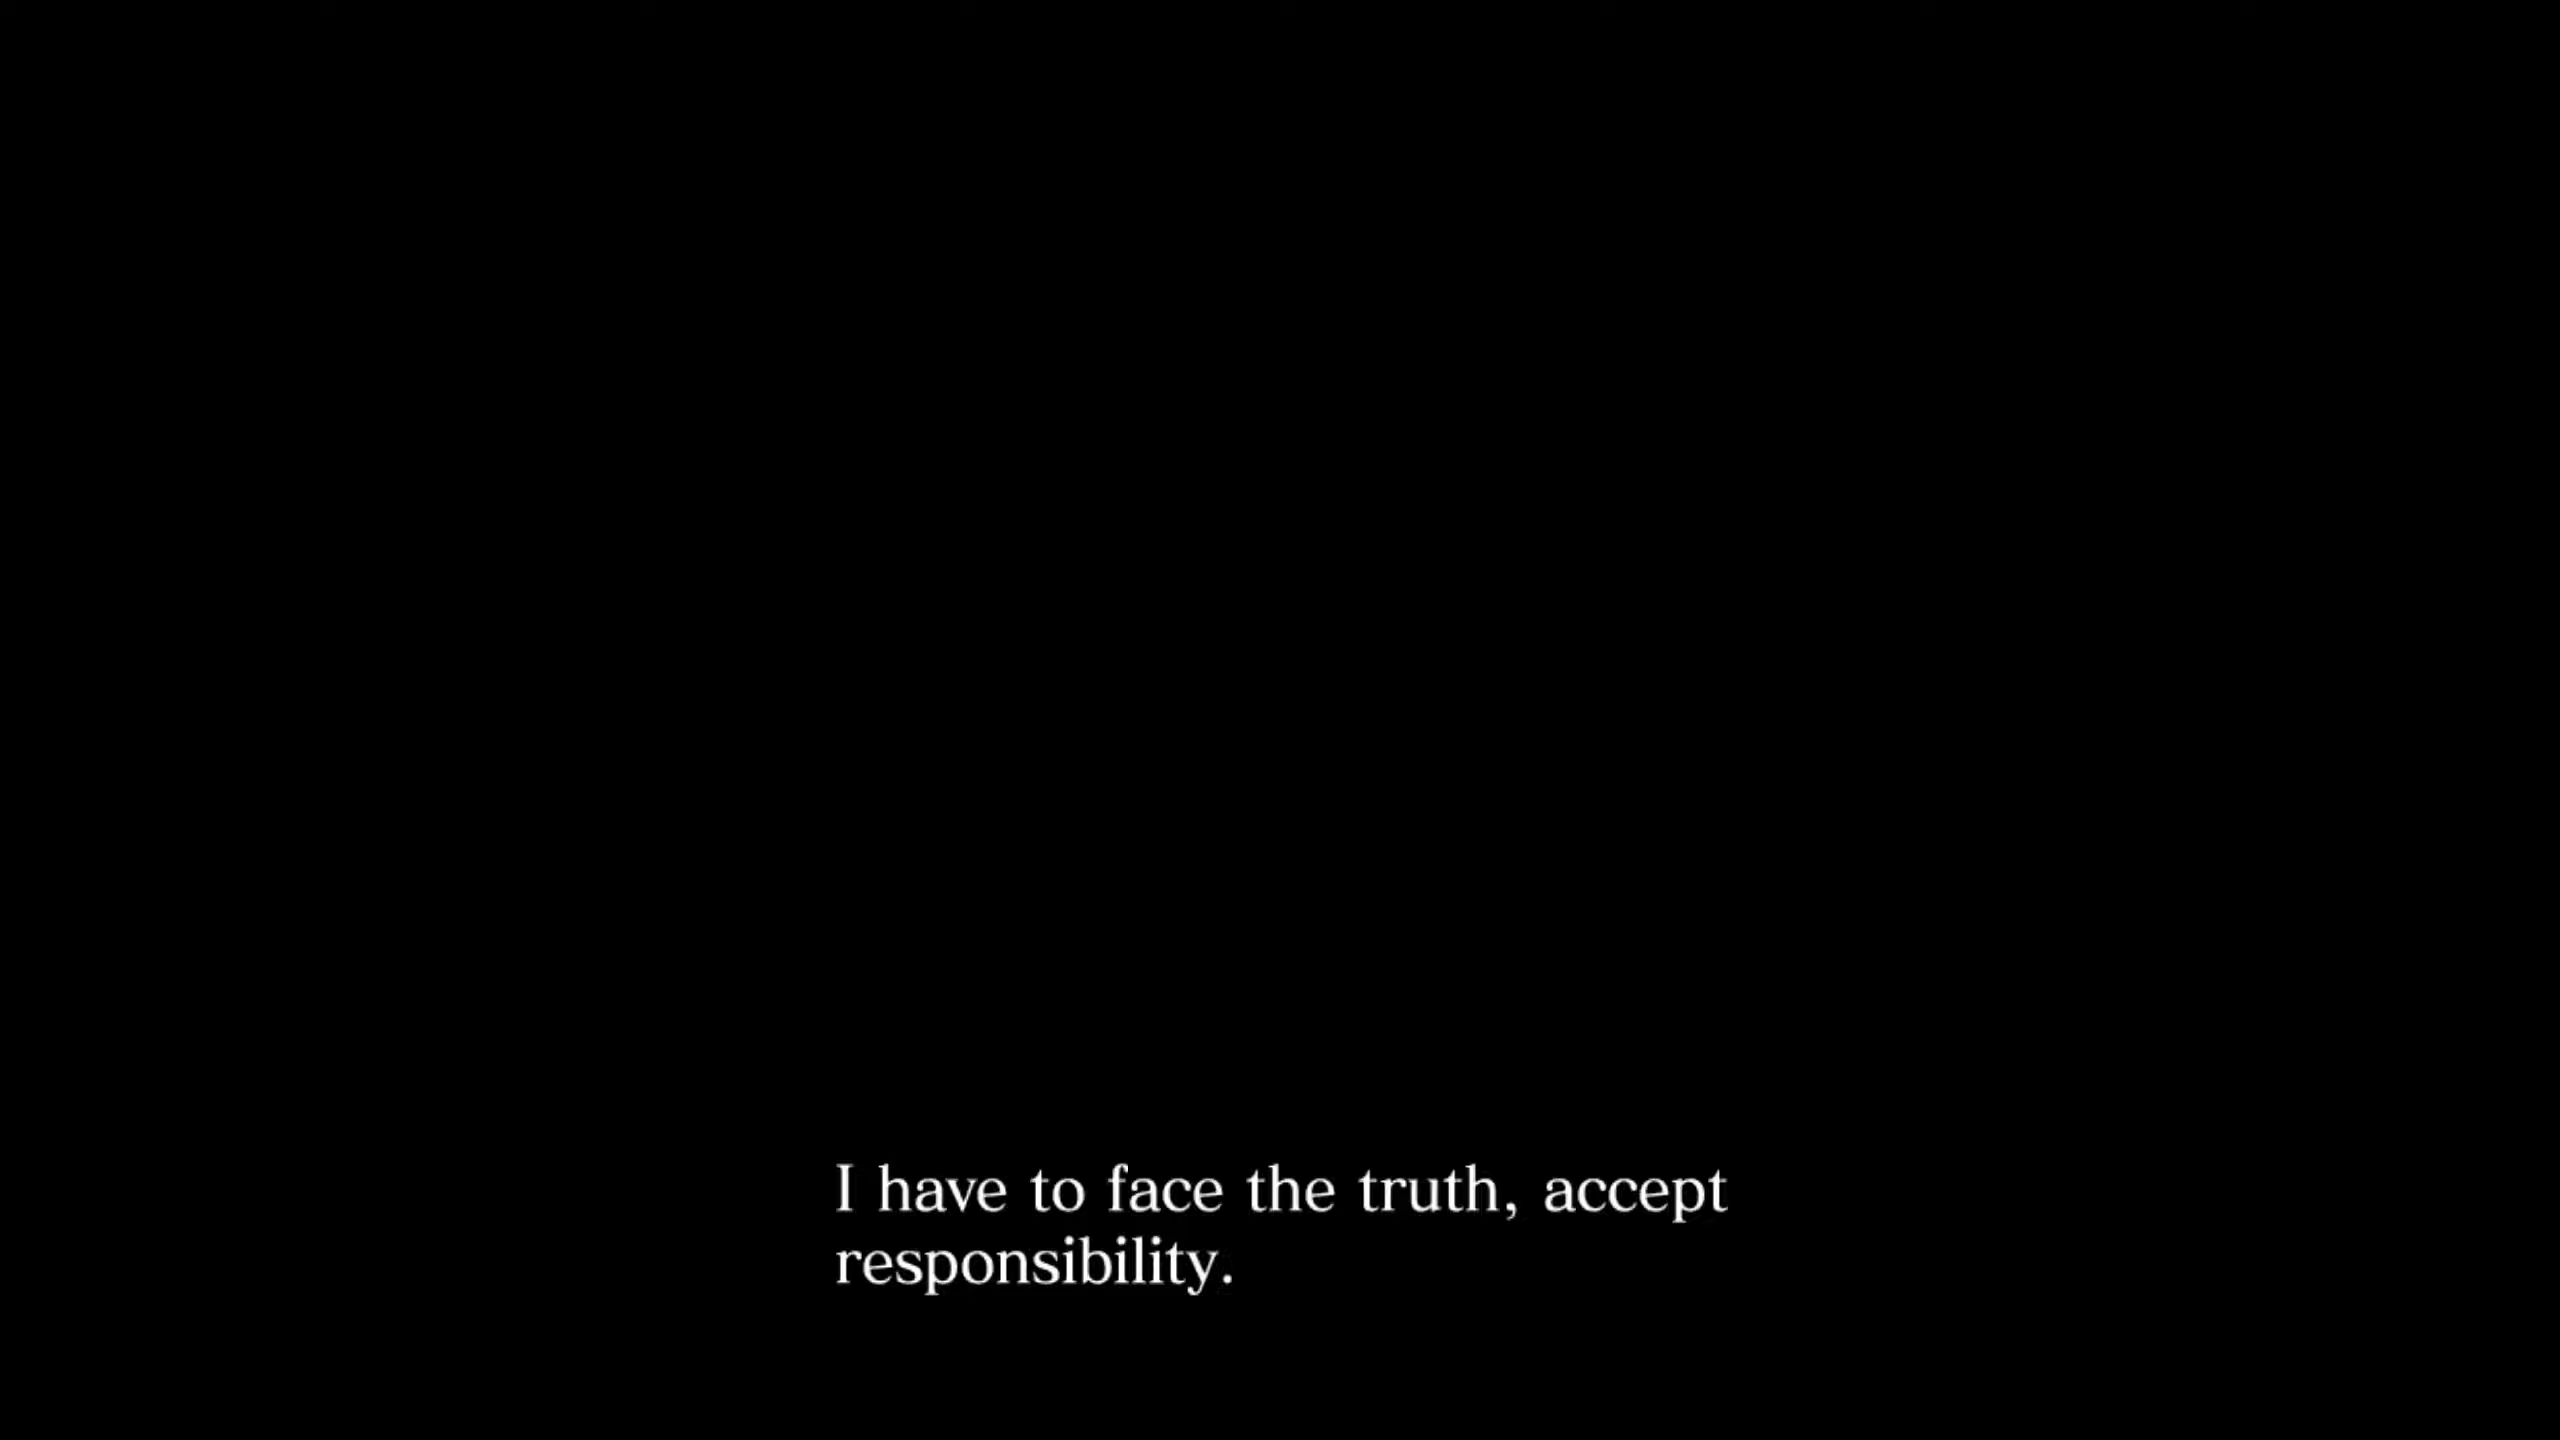 I have to face the truth, accept
responsibility.